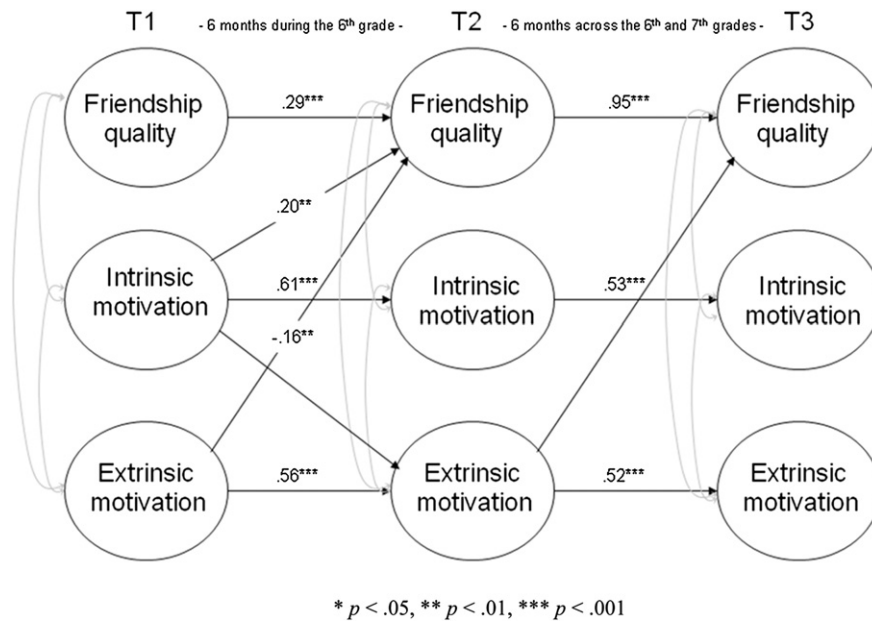 T1 - 6 months during the 6th grade - T2 - 6 months across the 6th and 7th grades - T3
Friendship
quality
.29***
Friendship
quality
.95***
Friendship
quality
.20**
Intrinsic
motivation
.61***
Intrinsic
motivation
.53***
Intrinsic
motivation
-.16**
Extrinsic
motivation
.56***
Extrinsic
motivation
.52***
Extrinsic
motivation
* p < .05, ** p < .01, *** p < .001